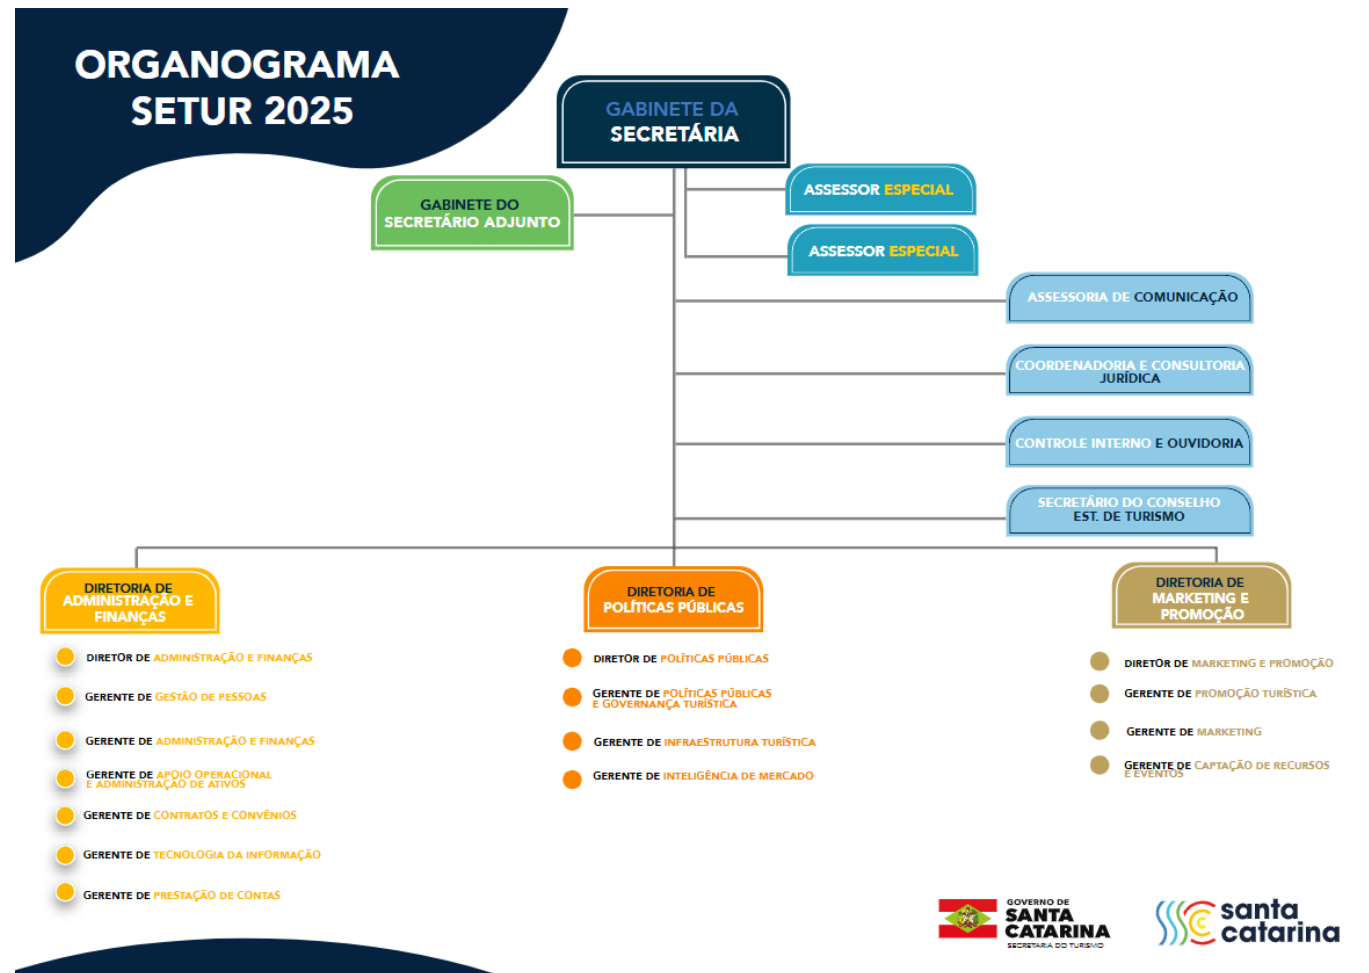 ORGANOGRAMA
SETUR 2025
GABINETE DA
SECRETÁRIA
GABINETE DO
SECRETÁRIO ADJUNTO
ASSESSOR ESPECIAL
ASSESSOR ESPECIAL
ASSESSORIA DE COMUNICAÇÃO
COORDENADORIA E CONSULTORIA
JURÍDICA
CONTROLE INTERNO E OUVIDORIA
SECRETÁRIO DO CONSELHO
EST. DE TURISMO
DIRETORIA DE
ADMINISTRAÇÃO E
FINANÇAS
DIRETOR DE ADMINISTRAÇÃO E FINANÇAS
GERENTE DE GESTÃO DE PESSOAS
GERENTE DE ADMINISTRAÇÃO E FINANÇAS
GERENTE DE APOIO OPERACIONAL
E ADMINISTRAÇÃO DE ATIVOS
GERENTE DE CONTRATOS E CONVÊNIOS
GERENTE DE TECNOLOGIA DA INFORMAÇÃO
GERENTE DE PRESTAÇÃO DE CONTAS
DIRETORIA DE
POLÍTICAS PÚBLICAS
DIRETOR DE POLÍTICAS PÚBLICAS
GERENTE DE POLÍTICAS PÚBLICAS
E GOVERNANÇA TURÍSTICA
GERENTE DE INFRAESTRUTURA TURÍSTICA
GERENTE DE INTELIGÊNCIA DE MERCADO
DIRETORIA DE
MARKETING E
PROMOÇÃO
DIRETOR DE MARKETING E PROMOÇÃO
GERENTE DE PROMOÇÃO TURÍSTICA
GERENTE DE MARKETING
GERENTE DE CAPTAÇÃO DE RECURSOS
E EVENTOS
GOVERNO DE
SANTA
CATARINA
SECRETARIA DO TURISMO
santa
catarina